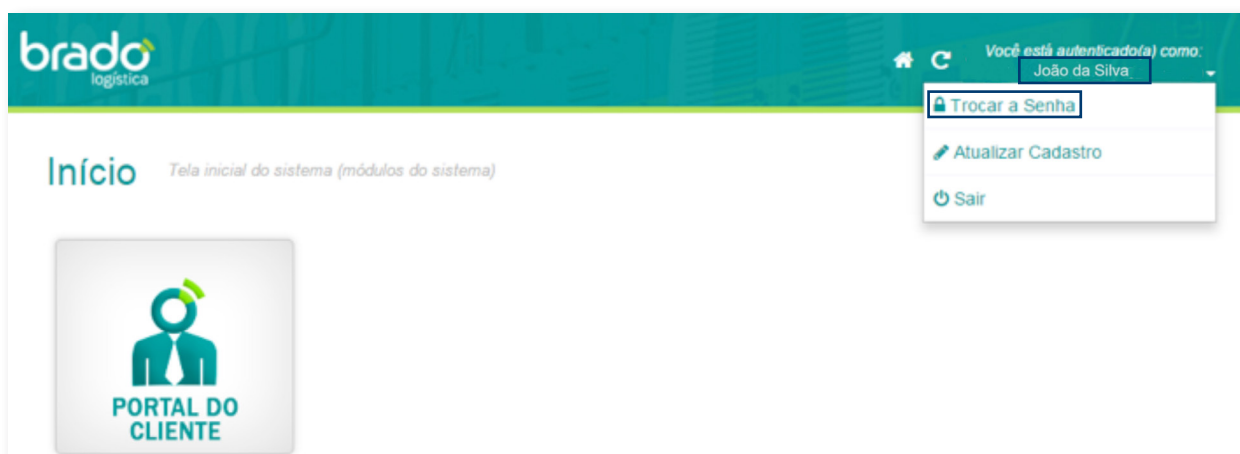 brado
logística
Você está autenticado(a) como:
João da Silva
Trocar a Senha
Início
Tela inicial do sistema (módulos do sistema)
Atualizar Cadastro
Sair
PORTAL DO
CLIENTE